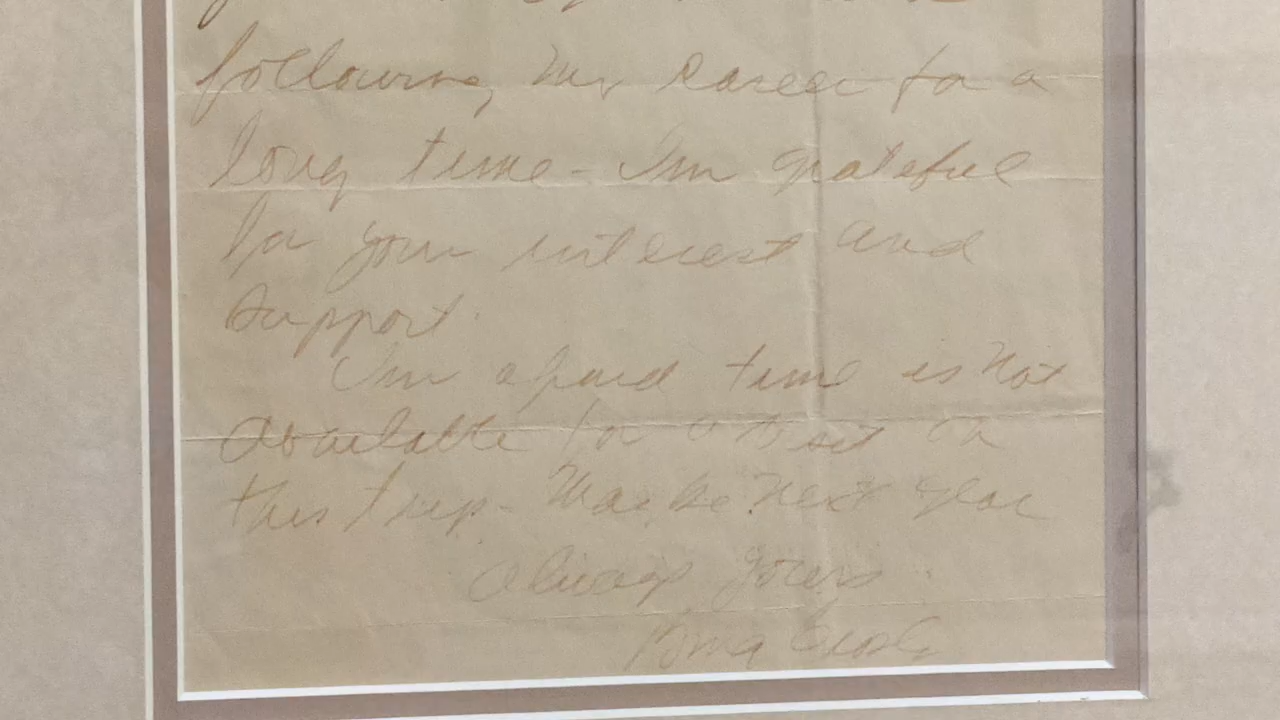 following my career for a
long time - I'm grateful
for your interest and
support.
I'm afraid time is not
available for a visit on
this trip - Maybe next year
Always yours.
Bing Crosby